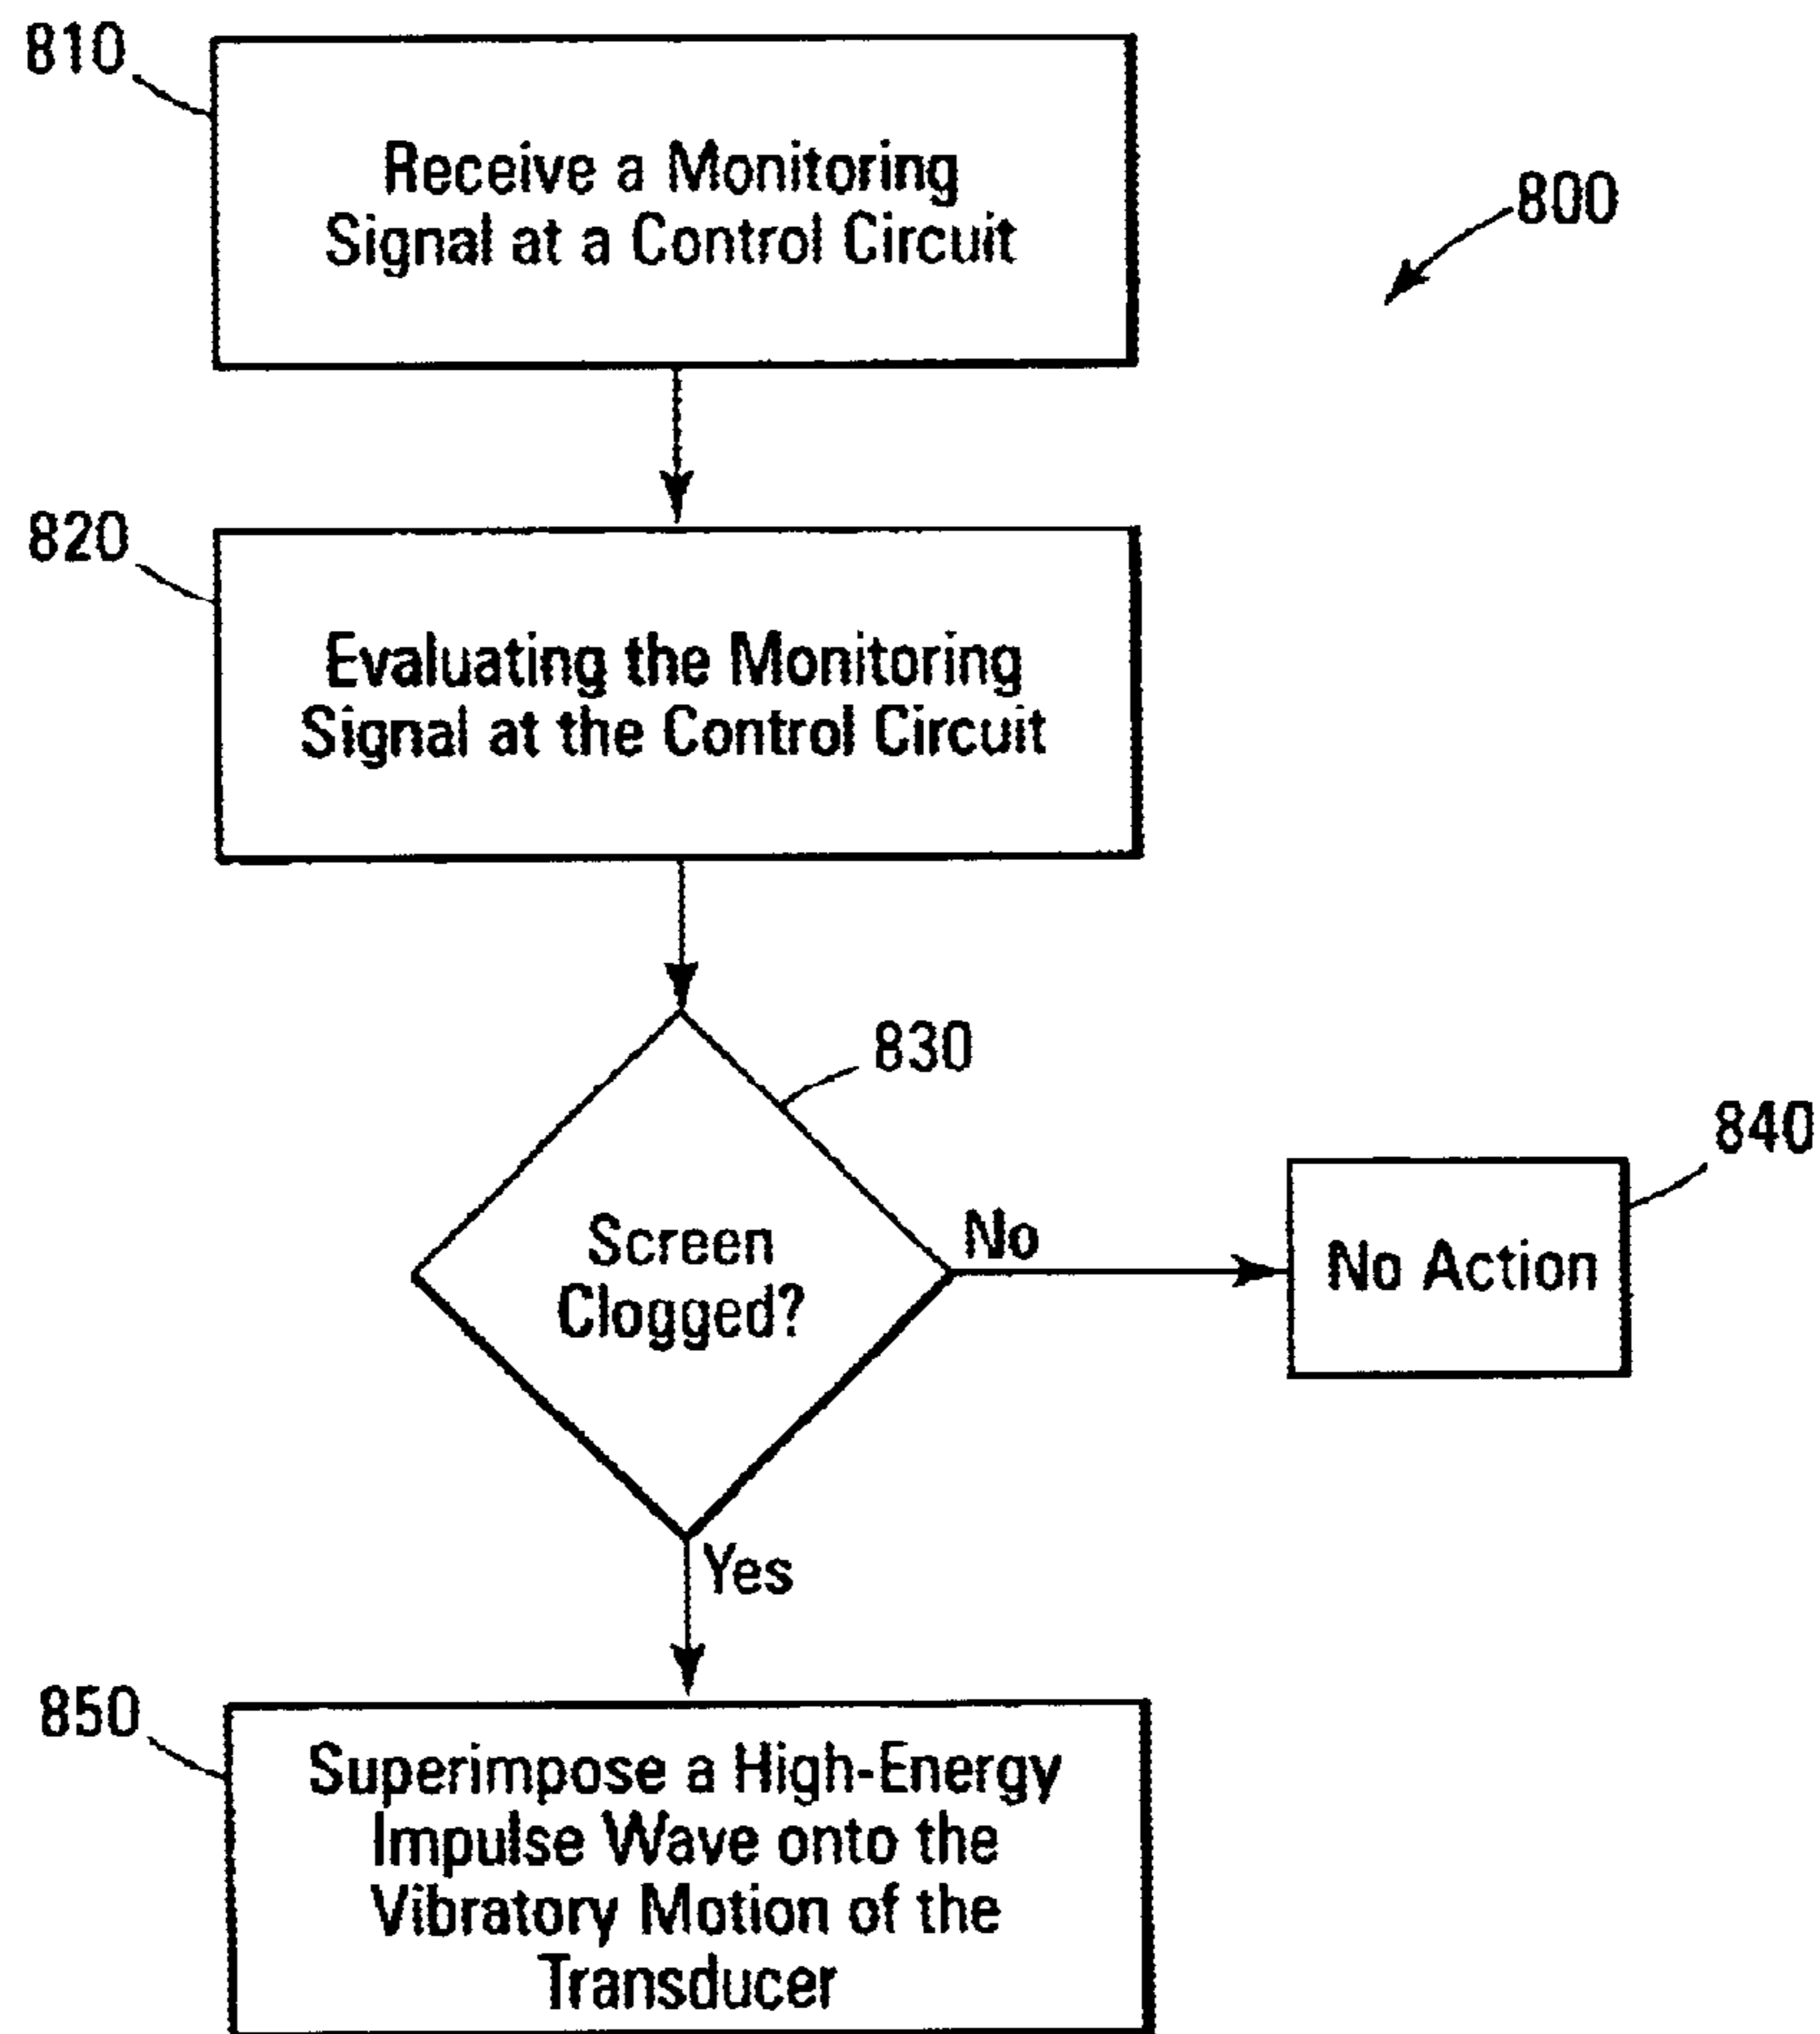 810
Receive a Monitoring
Signal at a Control Circuit
800
820
Evaluating the Monitoring
Signal at the Control Circuit
830
Screen
Clogged?
No
840
No Action
Yes
850
Superimpose a High-Energy
Impulse Wave onto the
Vibratory Motion of the
Transducer